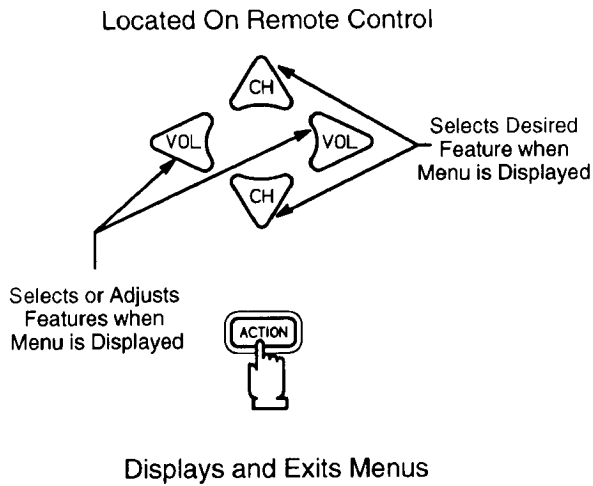 Located On Remote Control
CH
VOL
VOL
CH
Selects Desired
Feature when
Menu is Displayed
Selects or Adjusts
Features when
Menu is Displayed
ACTION
Displays and Exits Menus